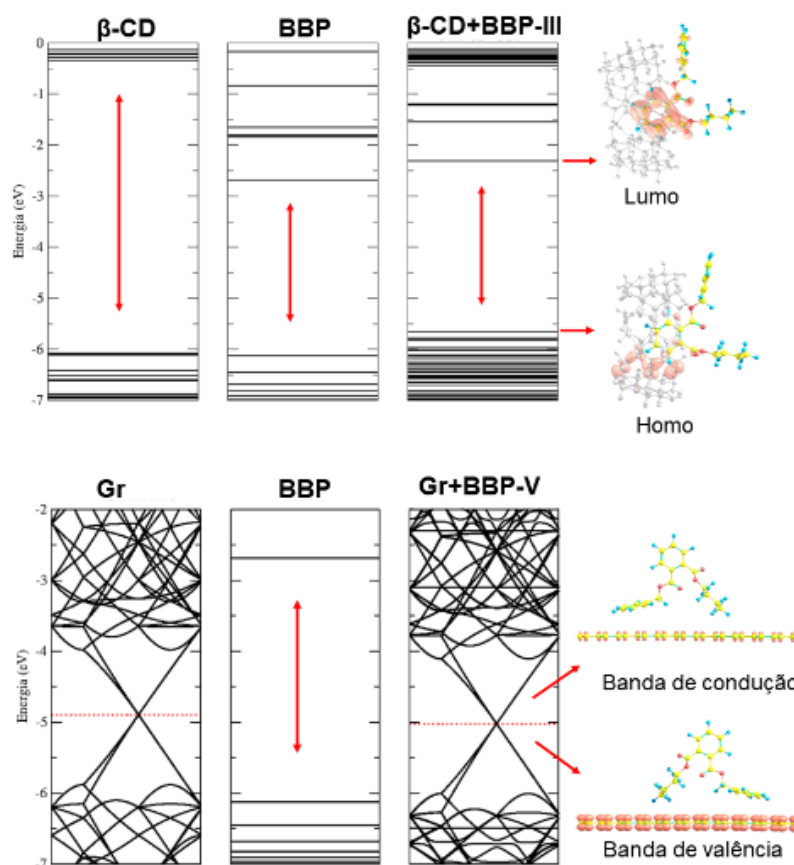 β-CD
BBP
β-CD+BBP-III
Energia (eV)
0
-1
-2
-3
-4
-5
-6
-7
Lumo
Homo
Gr
BBP
Gr+BBP-V
Energia (eV)
-2
-3
-4
-5
-6
-7
Banda de condução
Banda de valência